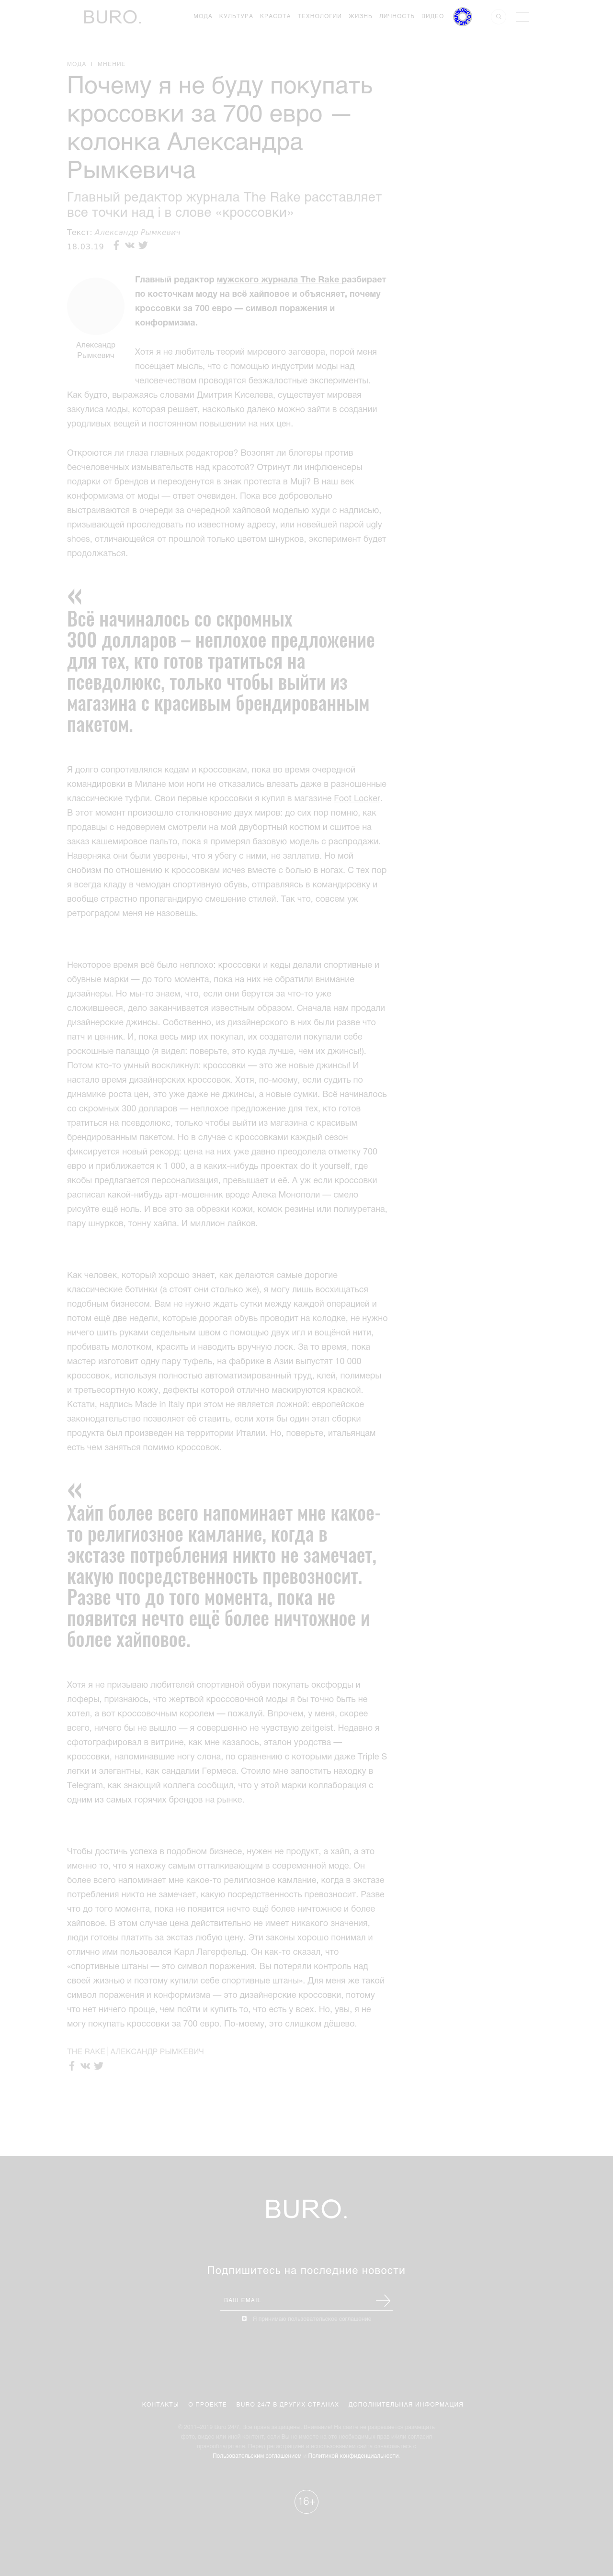 BURO.
МОДА КУЛЬТУРА КРАСОТА ТЕХНОЛОГИИ ЖИЗНЬ ЛИЧНОСТЬ ВИДЕО
МОДА | МНЕНИЕ
Почему я не буду покупать
кроссовки за 700 евро —
колонка Александра
Рымкевича
Главный редактор журнала The Rake расставляет
все точки над i в слове «кроссовки»
Текст: Александр Рымкевич
18.03.19
Александр
Рымкевич
Главный редактор мужского журнала The Rake разбирает
по косточкам моду на всё хайповое и объясняет, почему
кроссовки за 700 евро — символ поражения и
конформизма.
Хотя я не любитель теорий мирового заговора, порой меня
посещает мысль, что с помощью индустрии моды над
человечеством проводятся безжалостные эксперименты.
Как будто, выражаясь словами Дмитрия Киселева, существует мировая
закулиса моды, которая решает, насколько далеко можно зайти в создании
уродливых вещей и постоянном повышении на них цен.
Откроются ли глаза главных редакторов? Возопят ли блогеры против
бесчеловечных измывательств над красотой? Отринут ли инфлюенсеры
подарки от брендов и переоденутся в знак протеста в Muji? В наш век
конформизма от моды — ответ очевиден. Пока все добровольно
выстраиваются в очереди за очередной хайповой моделью худи с надписью,
призывающей проследовать по известному адресу, или новейшей парой ugly
shoes, отличающейся от прошлой только цветом шнурков, эксперимент будет
продолжаться.
«
Всё начиналось со скромных
300 долларов – неплохое предложение
для тех, кто готов тратиться на
псевдолюкс, только чтобы выйти из
магазина с красивым брендированным
пакетом.
Я долго сопротивлялся кедам и кроссовкам, пока во время очередной
командировки в Милане мои ноги не отказались влезать даже в разношенные
классические туфли. Свои первые кроссовки я купил в магазине Foot Locker.
В этот момент произошло столкновение двух миров: до сих пор помню, как
продавцы с недоверием смотрели на мой двубортный костюм и сшитое на
заказ кашемировое пальто, пока я примерял базовую модель с распродажи.
Наверняка они были уверены, что я убегу с ними, не заплатив. Но мой
снобизм по отношению к кроссовкам исчез вместе с болью в ногах. С тех пор
я всегда кладу в чемодан спортивную обувь, отправляясь в командировку и
вообще страстно пропагандирую смешение стилей. Так что, совсем уж
ретроградом меня не назовешь.
Некоторое время всё было неплохо: кроссовки и кеды делали спортивные и
обувные марки — до того момента, пока на них не обратили внимание
дизайнеры. Но мы-то знаем, что, если они берутся за что-то уже
сложившееся, дело заканчивается известным образом. Сначала нам продали
дизайнерские джинсы. Собственно, из дизайнерского в них были разве что
патч и ценник. И, пока весь мир их покупал, их создатели покупали себе
роскошные палаццо (я видел: поверьте, это куда лучше, чем их джинсы!).
Потом кто-то умный воскликнул: кроссовки — это же новые джинсы! И
настало время дизайнерских кроссовок. Хотя, по-моему, если судить по
динамике роста цен, это уже даже не джинсы, а новые сумки. Всё начиналось
со скромных 300 долларов — неплохое предложение для тех, кто готов
тратиться на псевдолюкс, только чтобы выйти из магазина с красивым
брендированным пакетом. Но в случае с кроссовками каждый сезон
фиксируется новый рекорд: цена на них уже давно преодолела отметку 700
евро и приближается к 1 000, а в каких-нибудь проектах do it yourself, где
якобы предлагается персонализация, превышает и её. А уж если кроссовки
расписал какой-нибудь арт-мошенник вроде Алека Монополи — смело
рисуйте ещё ноль. И все это за обрезки кожи, комок резины или полиуретана,
пару шнурков, тонну хайпа. И миллион лайков.
Как человек, который хорошо знает, как делаются самые дорогие
классические ботинки (а стоят они столько же), я могу лишь восхищаться
подобным бизнесом. Вам не нужно ждать сутки между каждой операцией и
потом ещё две недели, которые дорогая обувь проводит на колодке, не нужно
ничего шить руками седельным швом с помощью двух игл и вощёной нити,
пробивать молотком, красить и наводить вручную лоск. За то время, пока
мастер изготовит одну пару туфель, на фабрике в Азии выпустят 10 000
кроссовок, используя полностью автоматизированный труд, клей, полимеры
и третьесортную кожу, дефекты которой отлично маскируются краской.
Кстати, надпись Made in Italy при этом не является ложной: европейское
законодательство позволяет её ставить, если хотя бы один этап сборки
продукта был произведен на территории Италии. Но, поверьте, итальянцам
есть чем заняться помимо кроссовок.
«
Хайп более всего напоминает мне какое-
то религиозное камлание, когда в
экстазе потребления никто не замечает,
какую посредственность превозносит.
Разве что до того момента, пока не
появится нечто ещё более ничтожное и
более хайповое.
Хотя я не призываю любителей спортивной обуви покупать оксфорды и
лоферы, признаюсь, что жертвой кроссовочной моды я бы точно быть не
хотел, а вот кроссовочным королем — пожалуй. Впрочем, у меня, скорее
всего, ничего бы не вышло — я совершенно не чувствую zeitgeist. Недавно я
сфотографировал в витрине, как мне казалось, эталон уродства —
кроссовки, напоминавшие ногу слона, по сравнению с которыми даже Triple S
легки и элегантны, как сандалии Гермеса. Стоило мне запостить находку в
Telegram, как знающий коллега сообщил, что у этой марки коллаборация с
одним из самых горячих брендов на рынке.
Чтобы достичь успеха в подобном бизнесе, нужен не продукт, а хайп, а это
именно то, что я нахожу самым отталкивающим в современной моде. Он
более всего напоминает мне какое-то религиозное камлание, когда в экстазе
потребления никто не замечает, какую посредственность превозносит. Разве
что до того момента, пока не появится нечто ещё более ничтожное и более
хайповое. В этом случае цена действительно не имеет никакого значения,
люди готовы платить за экстаз любую цену. Эти законы хорошо понимал и
отлично ими пользовался Карл Лагерфельд. Он как-то сказал, что
«спортивные штаны — это символ поражения. Вы потеряли контроль над
своей жизнью и поэтому купили себе спортивные штаны». Для меня же такой
символ поражения и конформизма — это дизайнерские кроссовки, потому
что нет ничего проще, чем пойти и купить то, что есть у всех. Но, увы, я не
могу покупать кроссовки за 700 евро. По-моему, это слишком дёшево.
THE RAKE АЛЕКСАНДР РЫМКЕВИЧ
BURO.
Подпишитесь на последние новости
ВАШ EMAIL
КОНТАКТЫ О ПРОЕКТЕ BURO 24/7 В ДРУГИХ СТРАНАХ ДОПОЛНИТЕЛЬНАЯ ИНФОРМАЦИЯ
Пользовательским соглашением / Политикой конфиденциальности
16+